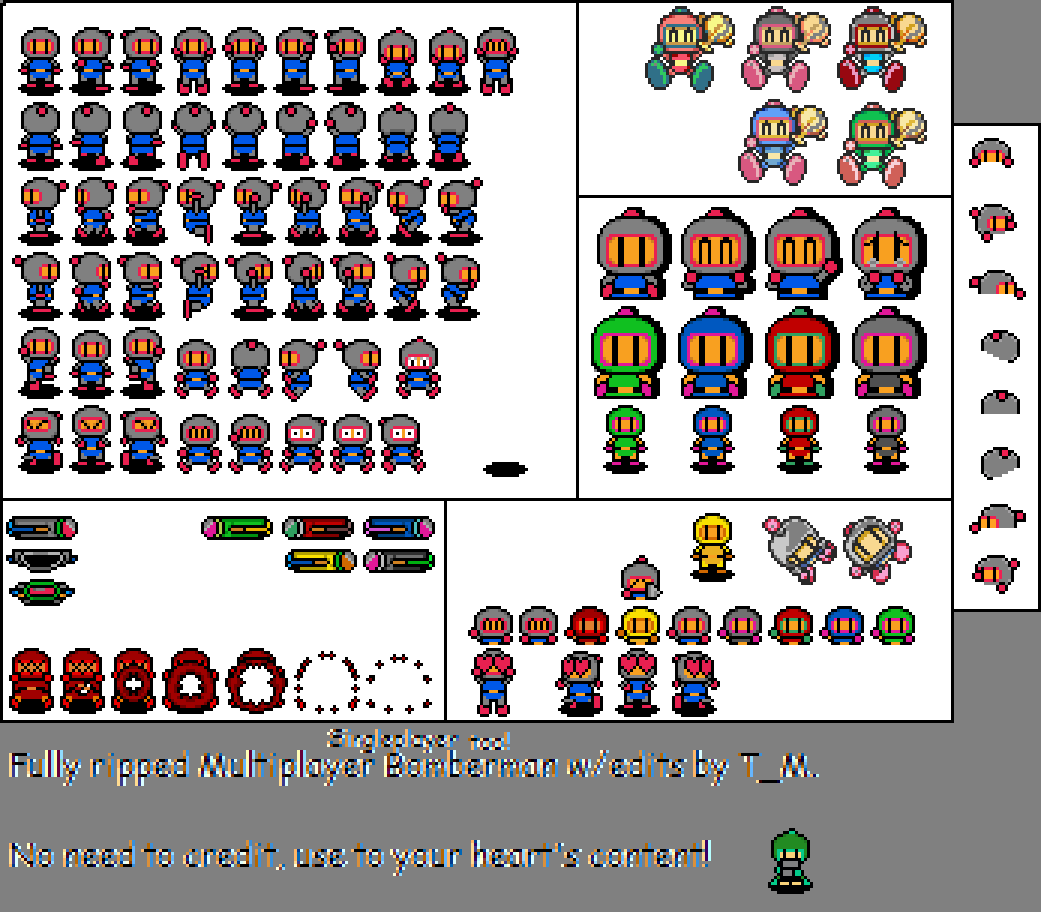 Singleplayer too!
Fully ripped Multiplayer Bomberman w/edits by T_M.
No need to credit, use to your heart's content!